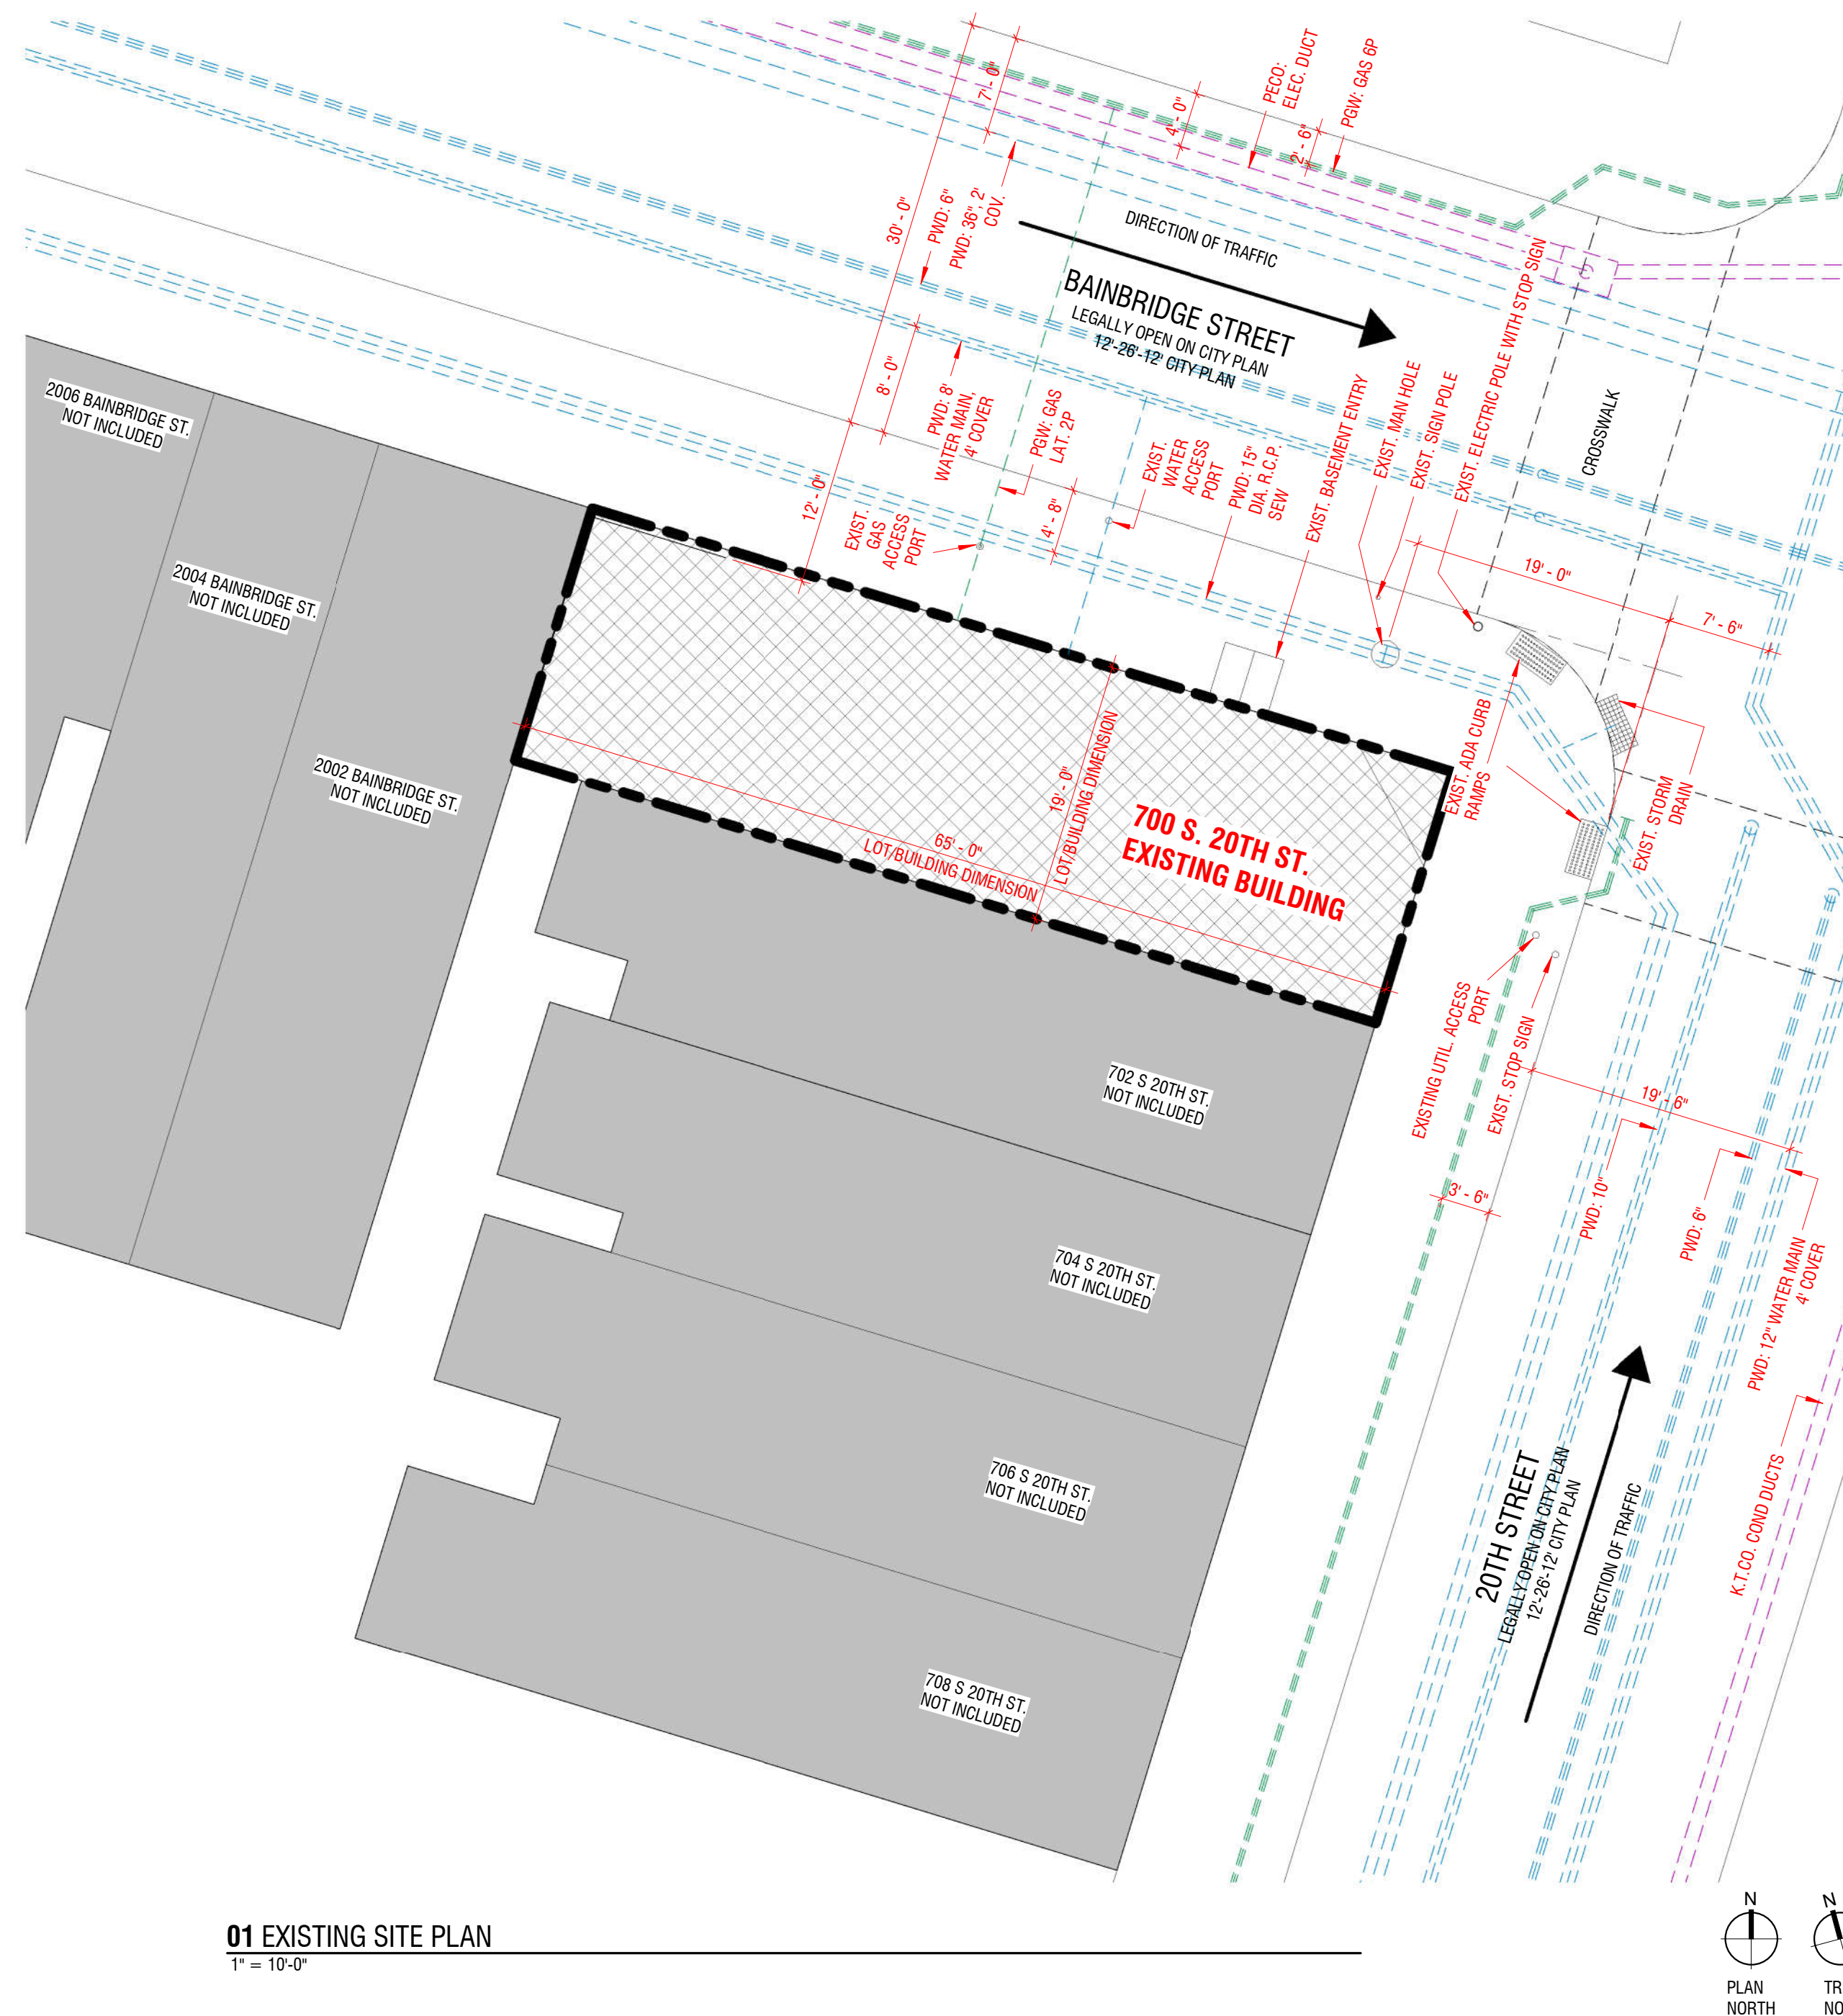 7' - 0"
4' - 0"
2' - 6"
PECO:
ELEC. DUCT
PGW: GAS 6P
30' - 0"
PWD: 6"
PWD: 36", 2'
COV.
DIRECTION OF TRAFFIC
BAINBRIDGE STREET
LEGALLY OPEN ON CITY PLAN
12'-26'-12' CITY PLAN
8' - 0"
PWD: 8'
WATER MAIN,
4' COVER
PGW: GAS
LAT. 2P
12' - 0"
EXIST.
GAS
ACCESS
PORT
4' - 8"
EXIST.
WATER
ACCESS
PORT
PWD: 15"
DIA. R.C.P.
SEW
EXIST. BASEMENT ENTRY
EXIST. MAN HOLE
EXIST. SIGN POLE
EXIST. ELECTRIC POLE WITH STOP SIGN
CROSSWALK
19' - 0"
7' - 6"
2006 BAINBRIDGE ST.
NOT INCLUDED
2004 BAINBRIDGE ST.
NOT INCLUDED
2002 BAINBRIDGE ST.
NOT INCLUDED
65' - 0"
LOT/BUILDING DIMENSION
19' - 0"
LOT/BUILDING DIMENSION
700 S. 20TH ST.
EXISTING BUILDING
EXIST. ADA CURB
RAMPS
EXIST. STORM
DRAIN
EXISTING UTIL. ACCESS
PORT
EXIST. STOP SIGN
19' - 6"
3' - 6"
PWD: 10"
PWD: 6"
PWD: 12" WATER MAIN
4' COVER
702 S 20TH ST.
NOT INCLUDED
704 S 20TH ST.
NOT INCLUDED
706 S 20TH ST.
NOT INCLUDED
708 S 20TH ST.
NOT INCLUDED
20TH STREET
LEGALLY OPEN ON CITY PLAN
12'-26'-12' CITY PLAN
DIRECTION OF TRAFFIC
K.T.CO. COND DUCTS
01 EXISTING SITE PLAN
1" = 10'-0"
N
PLAN
NORTH
N
TR
NO